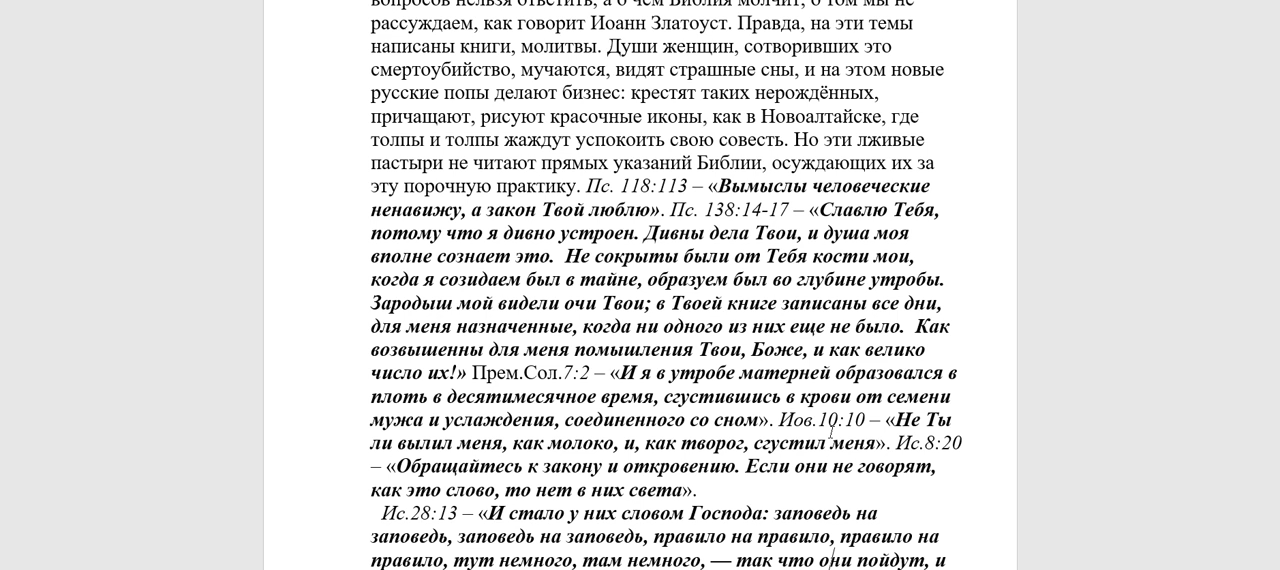 вопросов нельзя ответить, а о чём Библия молчит, о том мы не
рассуждаем, как говорит Иоанн Златоуст. Правда, на эти темы
написаны книги, молитвы. Души женщин, сотворивших это
смертоубийство, мучаются, видят страшные сны, и на этом новые
русские попы делают бизнес: крестят таких нерождённых,
причащают, рисуют красочные иконы, как в Новоалтайске, где
толпы и толпы жаждут успокоить свою совесть. Но эти лживые
пастыри не читают прямых указаний Библии, осуждающих их за
эту порочную практику. Пс. 118:113 – «Вымыслы человеческие
ненавижу, а закон Твой люблю». Пс. 138:14-17 – «Славлю Тебя,
потому что я дивно устроен. Дивны дела Твои, и душа моя
вполне сознает это.  Не сокрыты были от Тебя кости мои,
когда я созидаем был в тайне, образуем был во глубине утробы.
Зародыш мой видели очи Твои; в Твоей книге записаны все дни,
для меня назначенные, когда ни одного из них еще не было.  Как
возвышенны для меня помышления Твои, Боже, и как велико
число их!» Прем.Сол.7:2 – «И я в утробе матерней образовался в
плоть в десятимесячное время, сгустившись в крови от семени
мужа и услаждения, соединенного со сном». Иов.10:10 – «Не Ты
ли вылил меня, как молоко, и, как творог, сгустил меня». Ис.8:20
– «Обращайтесь к закону и откровению. Если они не говорят,
как это слово, то нет в них света».
Ис.28:13 – «И стало у них словом Господа: заповедь на
заповедь, заповедь на заповедь, правило на правило, правило на
правило, тут немного, там немного, — так что они пойдут, и